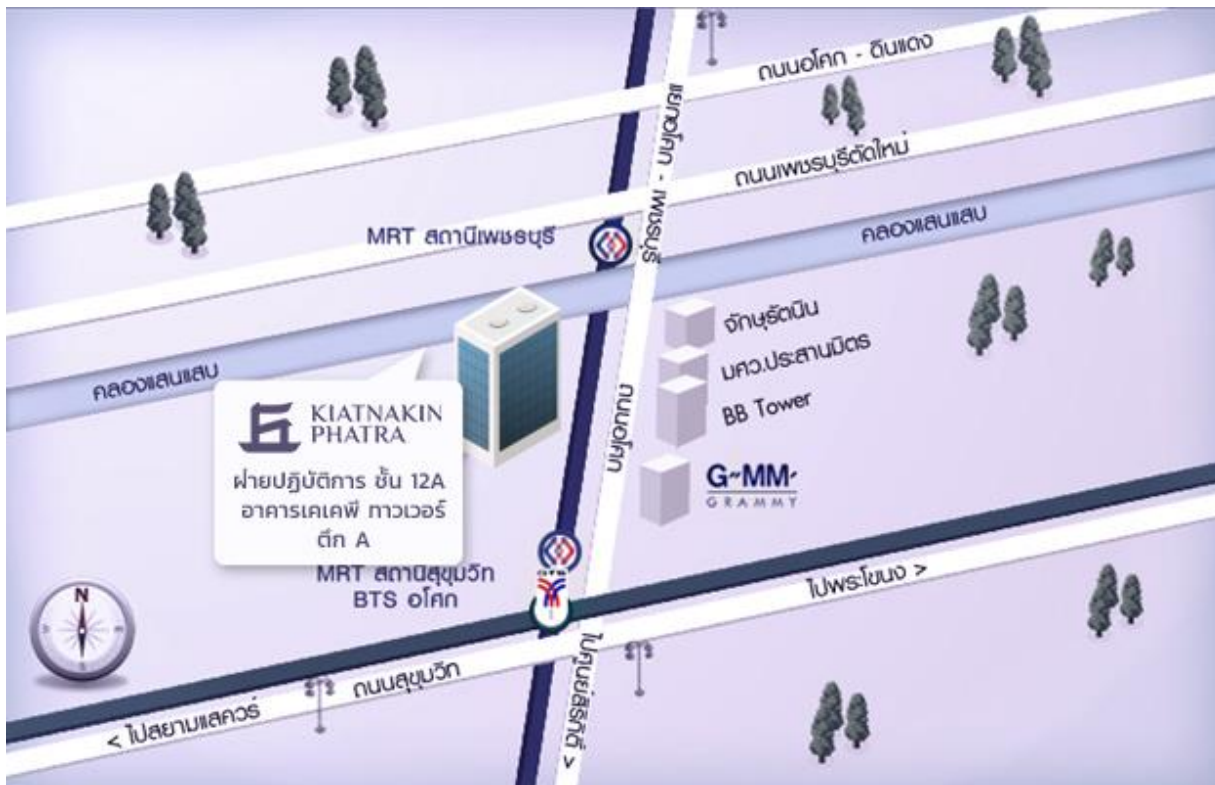 ถนนอโศก - ดินแดง
แยกอโศก - เพชรบุรี
ถนนเพชรบุรีตัดใหม่
คลองแสนแสบ
MRT สถานีเพชรบุรี
จักษุรัตนิน
มศว.ประสานมิตร
BB Tower
คลองแสนแสบ
ถนนอโศก
KIATNAKIN
PHATRA
ฝ่ายปฏิบัติการ ชั้น 12A
อาคารเคเคพี ทาวเวอร์
ตึก A
G"MM'
GRAMMY
MRT สถานีสุขุมวิท
BTS อโศก
ไปพระโขนง >
N
ถนนสุขุมวิท
< ไปสยามแสควร์
ไปศูนย์สิริกิติ์ >